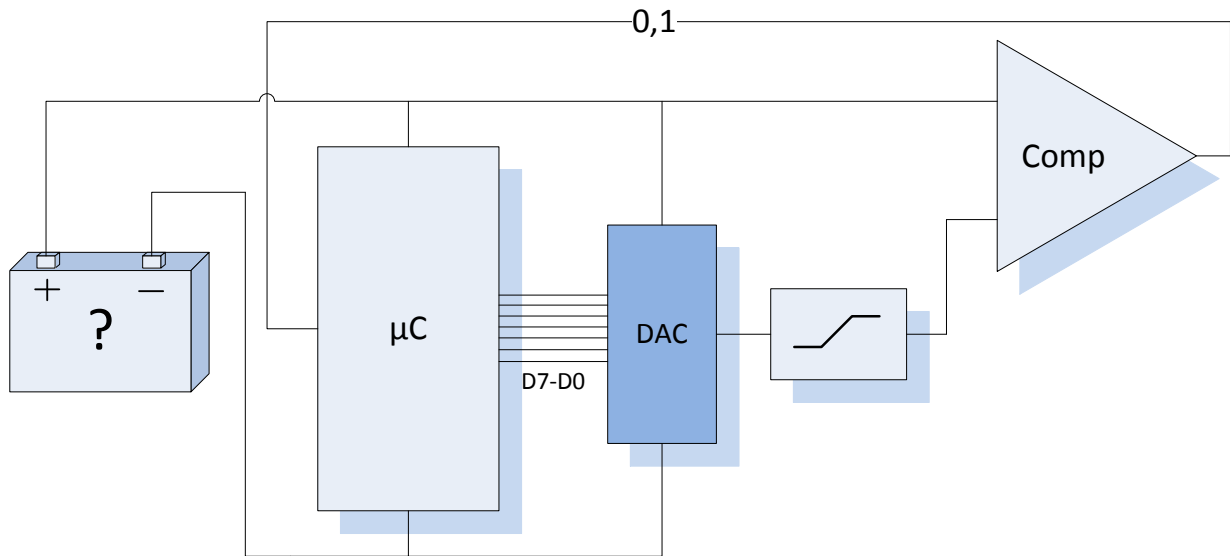 0,1
Comp
+ –
?
µC
DAC
D7-D0